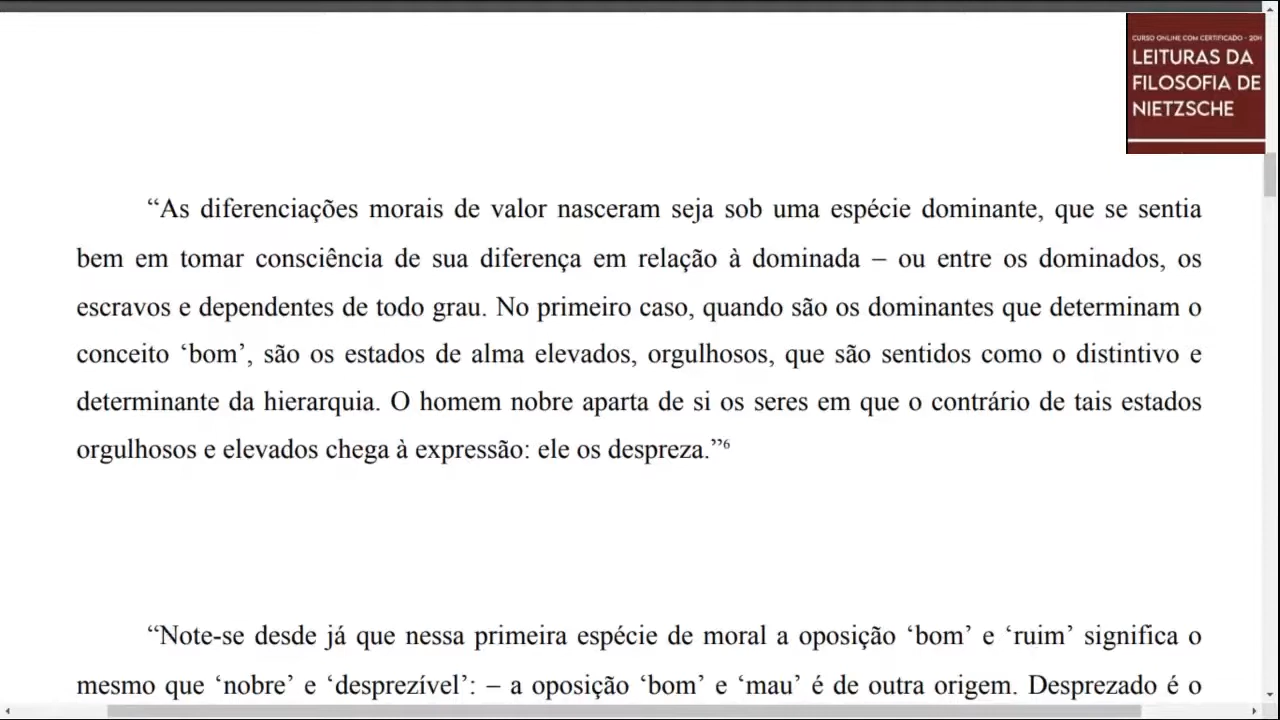 CURSO ONLINE COM CERTIFICADO - 20H
LEITURAS DA
FILOSOFIA DE
NIETZSCHE
“As diferenciações morais de valor nasceram seja sob uma espécie dominante, que se sentia
bem em tomar consciência de sua diferença em relação à dominada – ou entre os dominados, os
escravos e dependentes de todo grau. No primeiro caso, quando são os dominantes que determinam o
conceito ‘bom’, são os estados de alma elevados, orgulhosos, que são sentidos como o distintivo e
determinante da hierarquia. O homem nobre aparta de si os seres em que o contrário de tais estados
orgulhosos e elevados chega à expressão: ele os despreza.”⁶
“Note-se desde já que nessa primeira espécie de moral a oposição ‘bom’ e ‘ruim’ significa o
mesmo que ‘nobre’ e ‘desprezível’: – a oposição ‘bom’ e ‘mau’ é de outra origem. Desprezado é o